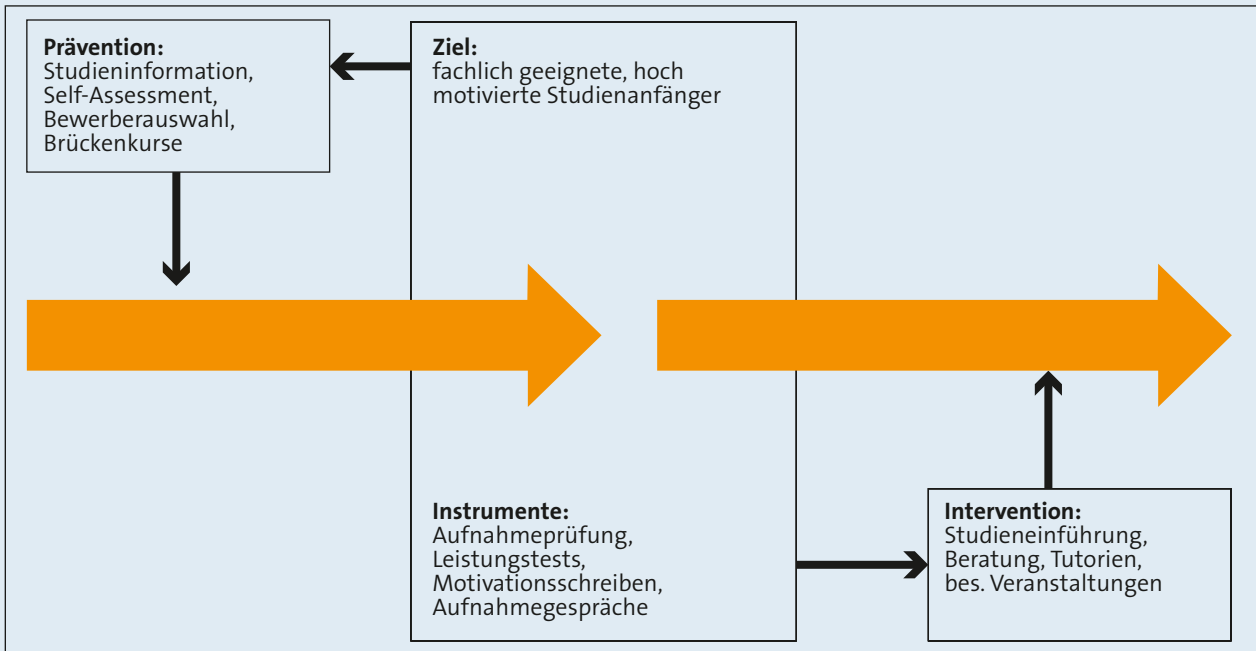 Prävention:
Studieninformation,
Self-Assessment,
Bewerberauswahl,
Brückenkurse
Ziel:
fachlich geeignete, hoch
motivierte Studienanfänger
Instrumente:
Aufnahmeprüfung,
Leistungstests,
Motivationsschreiben,
Aufnahmegespräche
Intervention:
Studieneinführung,
Beratung, Tutorien,
bes. Veranstaltungen